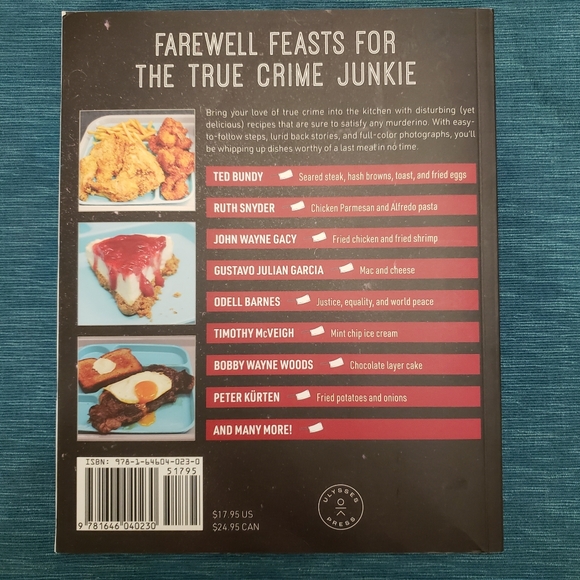 FAREWELL FEASTS FOR
THE TRUE CRIME JUNKIE
Bring your love of true crime into the kitchen with disturbing (yet
delicious) recipes that are sure to satisfy any murderino. With easy-
to-follow steps, lurid back stories, and full-color photographs, you'll
be whipping up dishes worthy of a last meal in no time.
TED BUNDY Seared steak, hash browns, toast, and fried eggs
RUTH SNYDER Chicken Parmesan and Alfredo pasta
JOHN WAYNE GACY Fried chicken and fried shrimp
GUSTAVO JULIAN GARCIA Mac and cheese
ODELL BARNES Justice, equality, and world peace
TIMOTHY McVEIGH Mint chip ice cream
BOBBY WAYNE WOODS Chocolate layer cake
PETER KÜRTEN Fried potatoes and onions
AND MANY MORE!
ISBN: 978-1-64604-023-0
51795
9 781646 040230
$17.95 US
$24.95 CAN
ULYSSES
PRESS